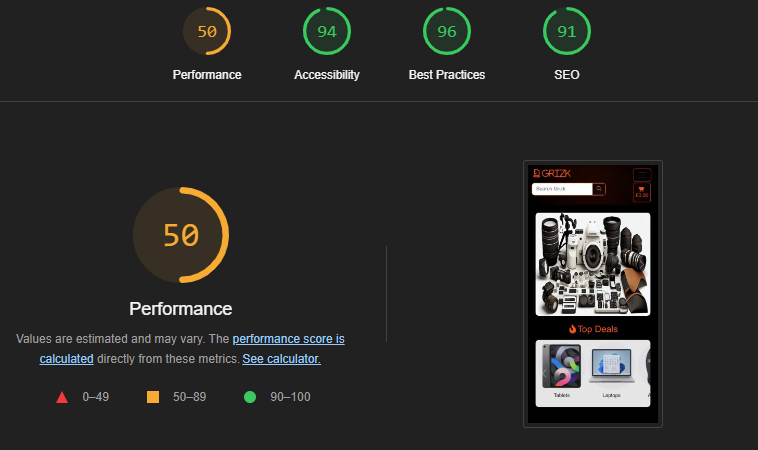 50
94
96
91
Performance
Accessibility
Best Practices
SEO
GRIZK
Search Grizk
50
£0.00
Performance
Top Deals
Values are estimated and may vary. The performance score is
calculated directly from these metrics. See calculator.
Tablets
Laptops
0–49
50–89
90–100